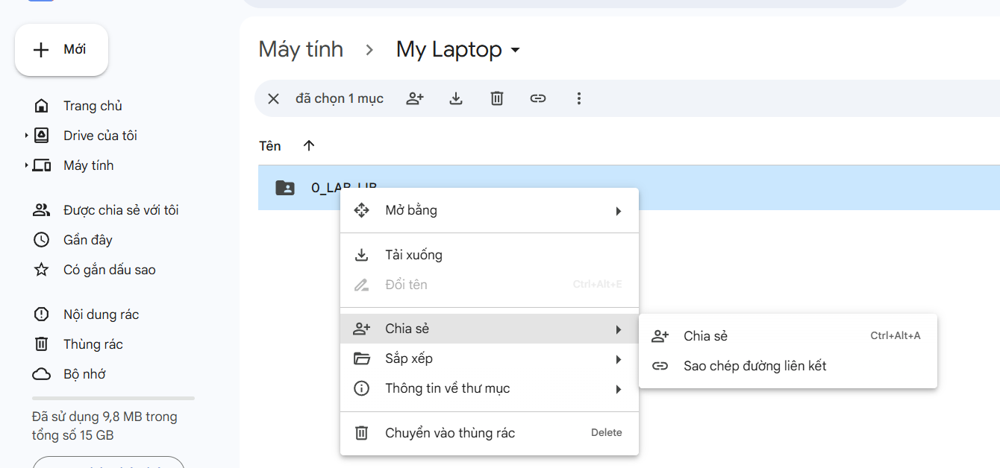 Mới
Máy tính
My Laptop
đã chọn 1 mục
Trang chủ
Drive của tôi
Máy tính
Được chia sẻ với tôi
Gần đây
Có gắn dấu sao
Nội dung rác
Thùng rác
Bộ nhớ
Đã sử dụng 9,8 MB trong
tổng số 15 GB
Tên
0_LAB_LIB
Mở bằng
Tải xuống
Đổi tên Ctrl+Alt+E
Chia sẻ
Sắp xếp
Thông tin về thư mục
Chuyển vào thùng rác Delete
Chia sẻ Ctrl+Alt+A
Sao chép đường liên kết